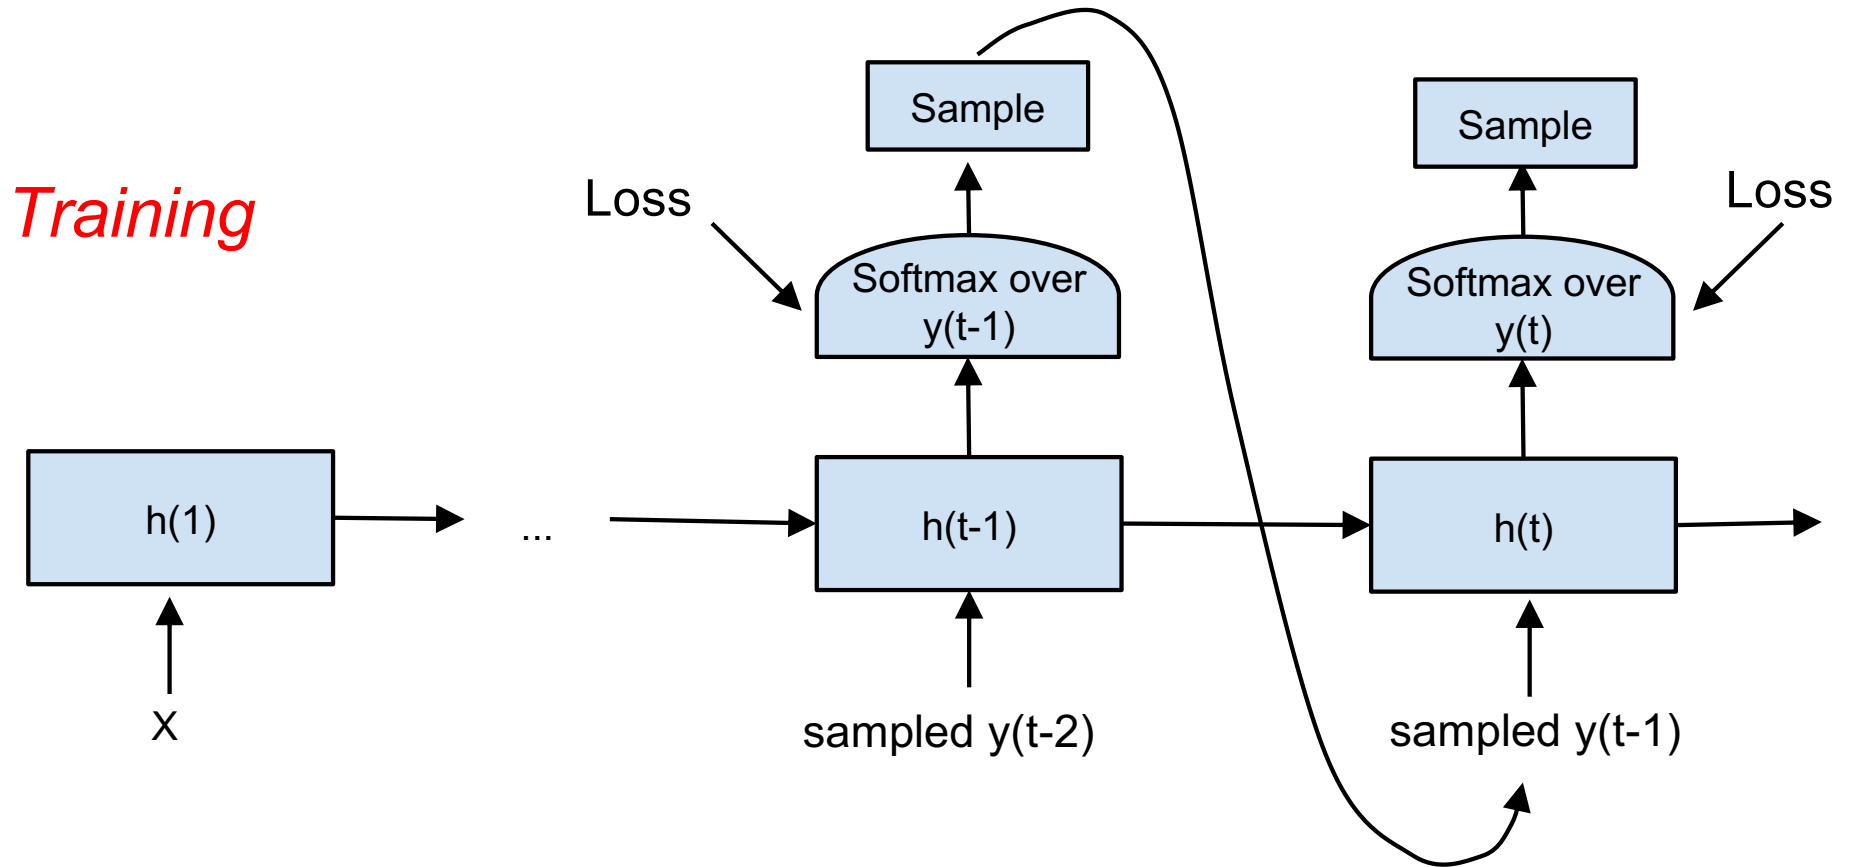 Training
Sample
Sample
Loss
Loss
Softmax over
y(t-1)
Softmax over
y(t)
h(1)
...
h(t-1)
h(t)
X
sampled y(t-2)
sampled y(t-1)